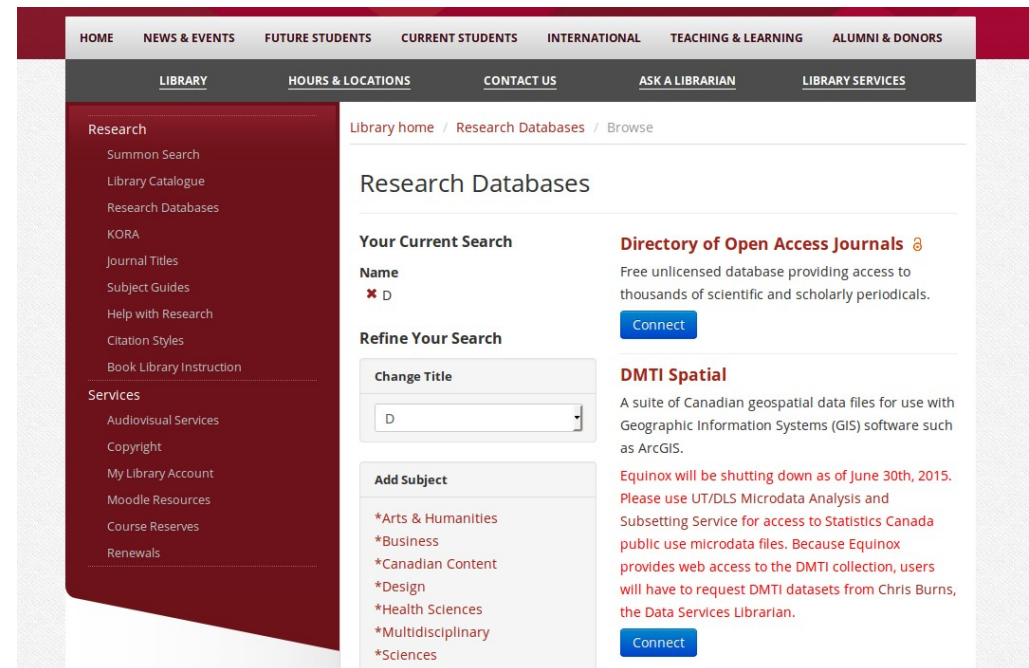 HOME NEWS & EVENTS FUTURE STUDENTS CURRENT STUDENTS INTERNATIONAL TEACHING & LEARNING ALUMNI & DONORS
LIBRARY HOURS & LOCATIONS CONTACT US ASK A LIBRARIAN LIBRARY SERVICES
Research
Summon Search
Library Catalogue
Research Databases
KORA
Journal Titles
Subject Guides
Help with Research
Citation Styles
Book Library Instruction
Services
Audiovisual Services
Copyright
My Library Account
Moodle Resources
Course Reserves
Renewals
Library home / Research Databases / Browse
Research Databases
Your Current Search
Name
✖ D
Refine Your Search
Change Title
D
Add Subject
*Arts & Humanities
*Business
*Canadian Content
*Design
*Health Sciences
*Multidisciplinary
*Sciences
Directory of Open Access Journals
Free unlicensed database providing access to
thousands of scientific and scholarly periodicals.
Connect
DMTI Spatial
A suite of Canadian geospatial data files for use with
Geographic Information Systems (GIS) software such
as ArcGIS.
Equinox will be shutting down as of June 30th, 2015.
Please use UT/DLS Microdata Analysis and
Subsetting Service for access to Statistics Canada
public use microdata files. Because Equinox
provides web access to the DMTI collection, users
will have to request DMTI datasets from Chris Burns,
the Data Services Librarian.
Connect